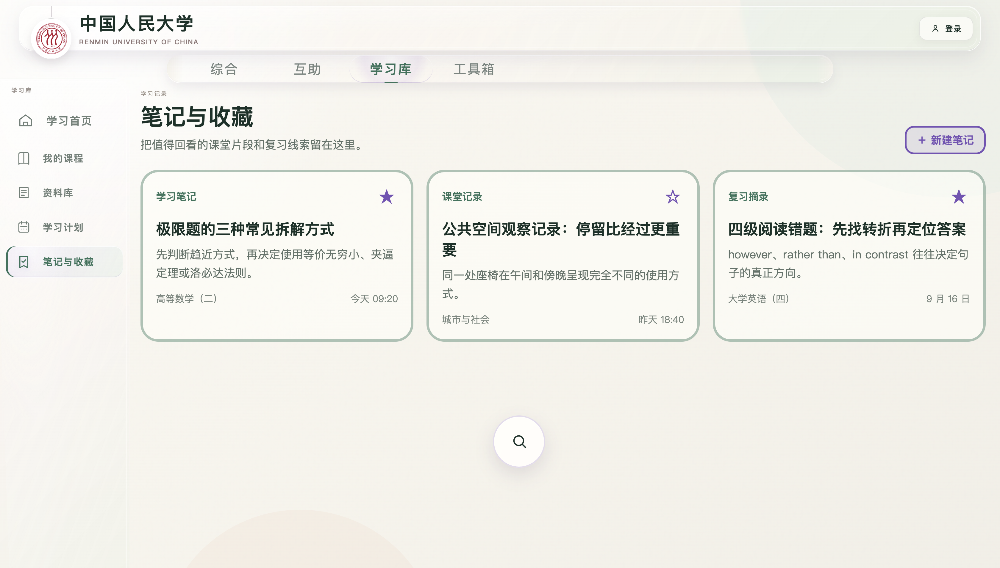 中国人民大学
RENMIN UNIVERSITY OF CHINA
RENMIN UNIVERSITY OF CHINA
1937
中国人民大学
登录
综合
互助
学习库
工具箱
学习库
学习首页
我的课程
资料库
学习计划
笔记与收藏
学习记录
笔记与收藏
把值得回看的课堂片段和复习线索留在这里。
+ 新建笔记
学习笔记
极限题的三种常见拆解方式
先判断趋近方式，再决定使用等价无穷小、夹逼
定理或洛必达法则。
高等数学（二）
今天 09:20
课堂记录
公共空间观察记录：停留比经过更重
要
同一处座椅在午间和傍晚呈现完全不同的使用方
式。
城市与社会
昨天 18:40
复习摘录
四级阅读错题：先找转折再定位答案
however、rather than、in contrast 往往决定句
子的真正方向。
大学英语（四）
9 月 16 日